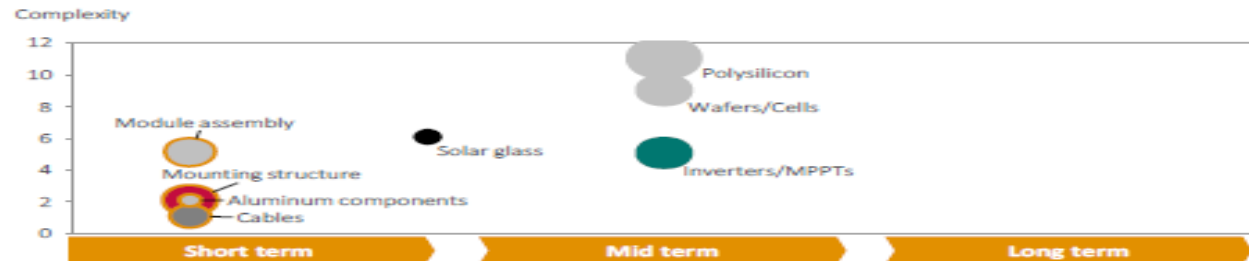 Complexity
12
10
8
6
4
2
0
Polysilicon
Wafers/Cells
Module assembly
Solar glass
Inverters/MPPTs
Mounting structure
Aluminum components
Cables
Short term
Mid term
Long term